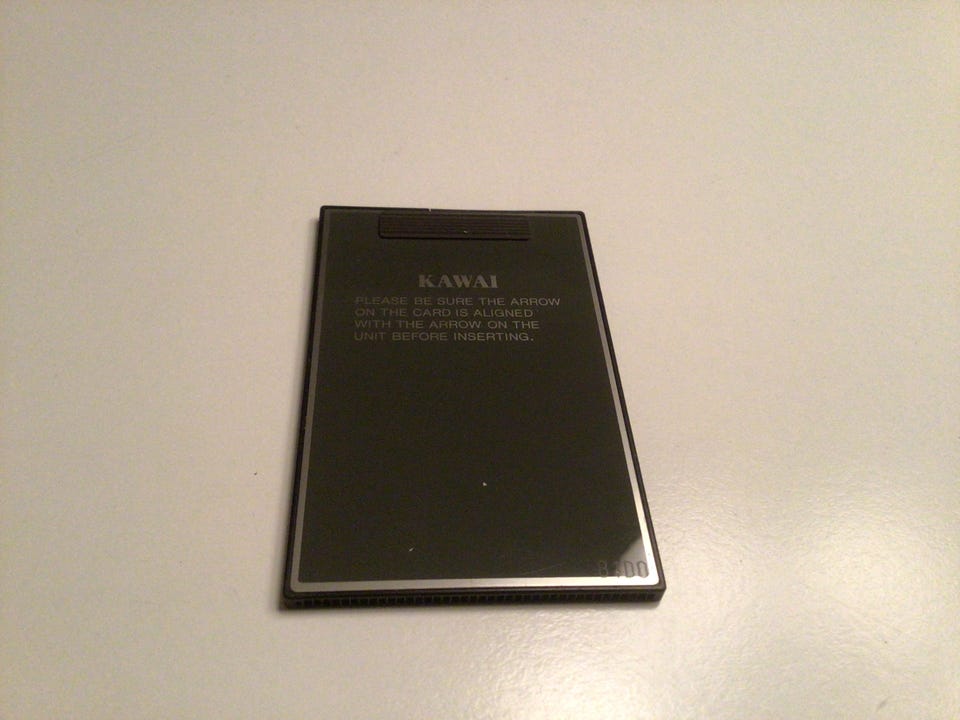 KAWAI
PLEASE BE SURE THE ARROW
ON THE CARD IS ALIGNED
WITH THE ARROW ON THE
UNIT BEFORE INSERTING.